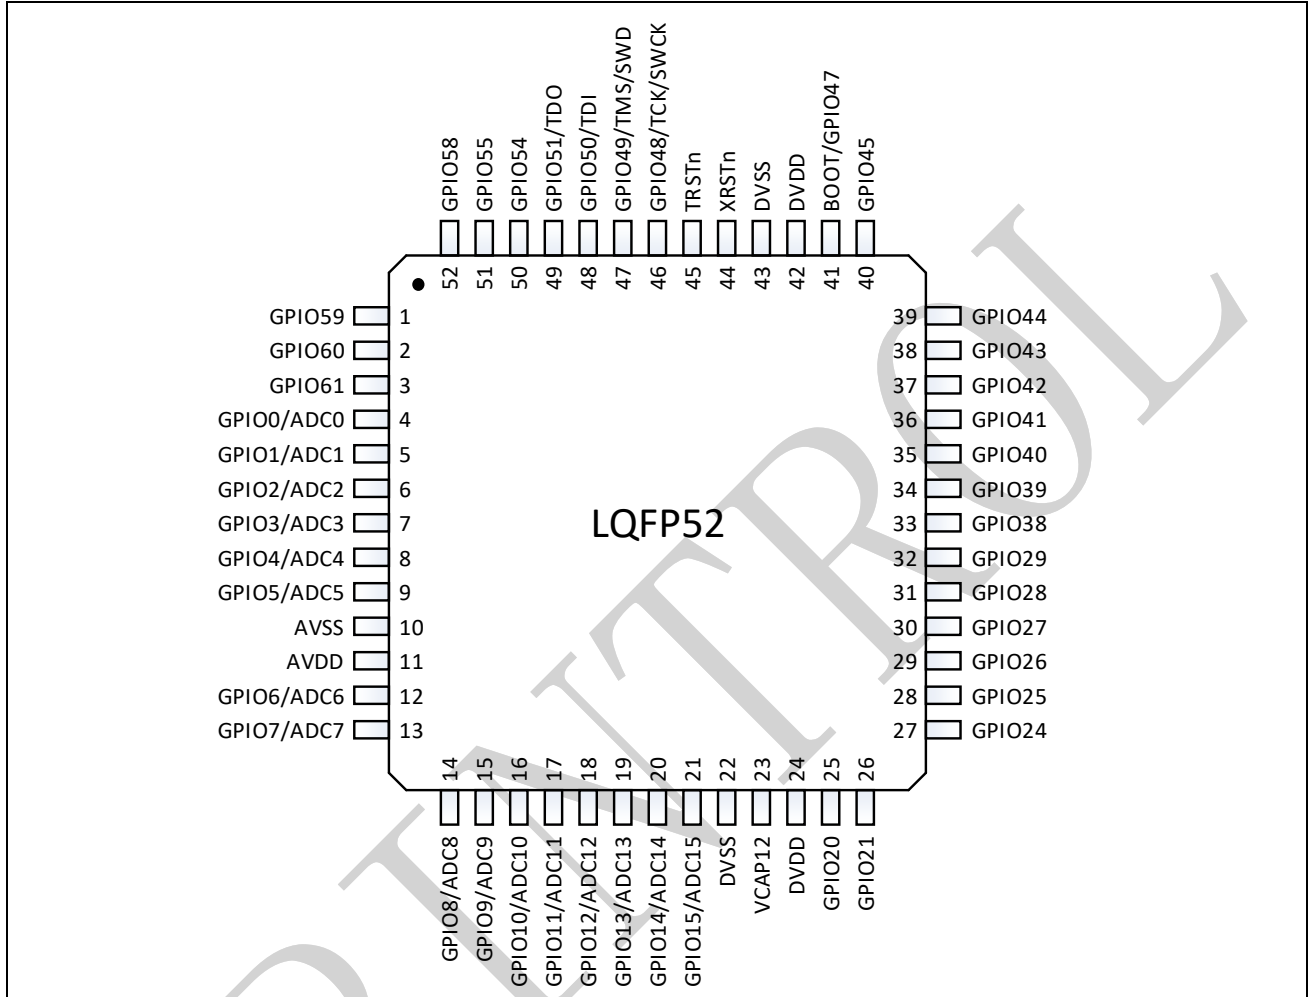 GPIO58
GPIO55
GPIO54
GPIO51/TDO
GPIO50/TDI
GPIO49/TMS/SWD
GPIO48/TCK/SWCK
TRSTn
XRSTn
DVSS
DVDD
BOOT/GPIO47
GPIO45
52
51
50
49
48
47
46
45
44
43
42
41
40
GPIO59 1
GPIO60 2
GPIO61 3
GPIO0/ADC0 4
GPIO1/ADC1 5
GPIO2/ADC2 6
GPIO3/ADC3 7
GPIO4/ADC4 8
GPIO5/ADC5 9
AVSS 10
AVDD 11
GPIO6/ADC6 12
GPIO7/ADC7 13
LQFP52
39 GPIO44
38 GPIO43
37 GPIO42
36 GPIO41
35 GPIO40
34 GPIO39
33 GPIO38
32 GPIO29
31 GPIO28
30 GPIO27
29 GPIO26
28 GPIO25
27 GPIO24
14
15
16
17
18
19
20
21
22
23
24
25
26
GPIO8/ADC8
GPIO9/ADC9
GPIO10/ADC10
GPIO11/ADC11
GPIO12/ADC12
GPIO13/ADC13
GPIO14/ADC14
GPIO15/ADC15
DVSS
VCAP12
DVDD
GPIO20
GPIO21